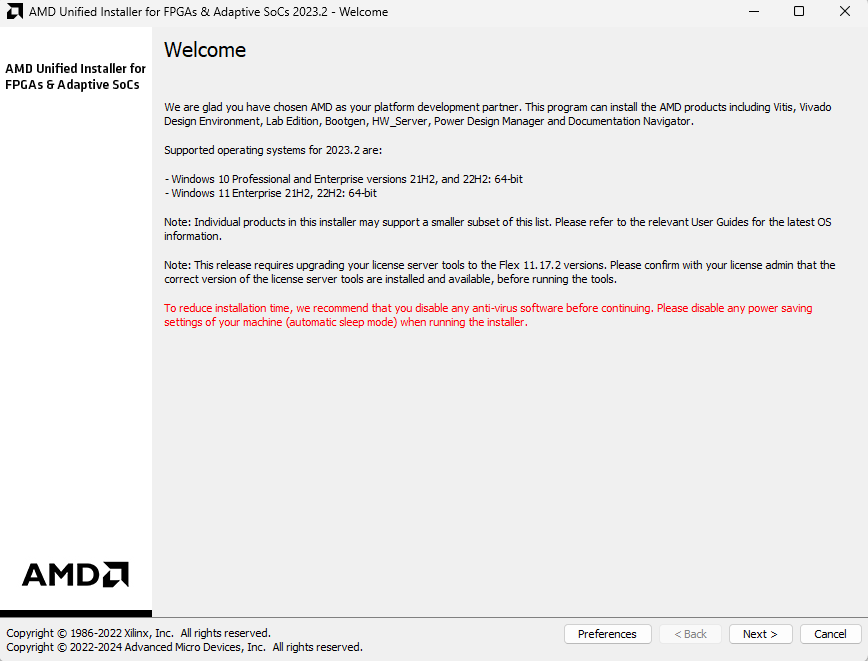 AMD Unified Installer for FPGAs & Adaptive SoCs 2023.2 - Welcome
AMD Unified Installer for
FPGAs & Adaptive SoCs
Welcome
We are glad you have chosen AMD as your platform development partner. This program can install the AMD products including Vitis, Vivado
Design Environment, Lab Edition, Bootgen, HW_Server, Power Design Manager and Documentation Navigator.
Supported operating systems for 2023.2 are:
- Windows 10 Professional and Enterprise versions 21H2, and 22H2: 64-bit
- Windows 11 Enterprise 21H2, 22H2: 64-bit
Note: Individual products in this installer may support a smaller subset of this list. Please refer to the relevant User Guides for the latest OS
information.
Note: This release requires upgrading your license server tools to the Flex 11.17.2 versions. Please confirm with your license admin that the
correct version of the license server tools are installed and available, before running the tools.
To reduce installation time, we recommend that you disable any anti-virus software before continuing. Please disable any power saving
settings of your machine (automatic sleep mode) when running the installer.
AMD
Copyright © 1986-2022 Xilinx, Inc. All rights reserved.
Copyright © 2022-2024 Advanced Micro Devices, Inc. All rights reserved.
Preferences
< Back
Next >
Cancel